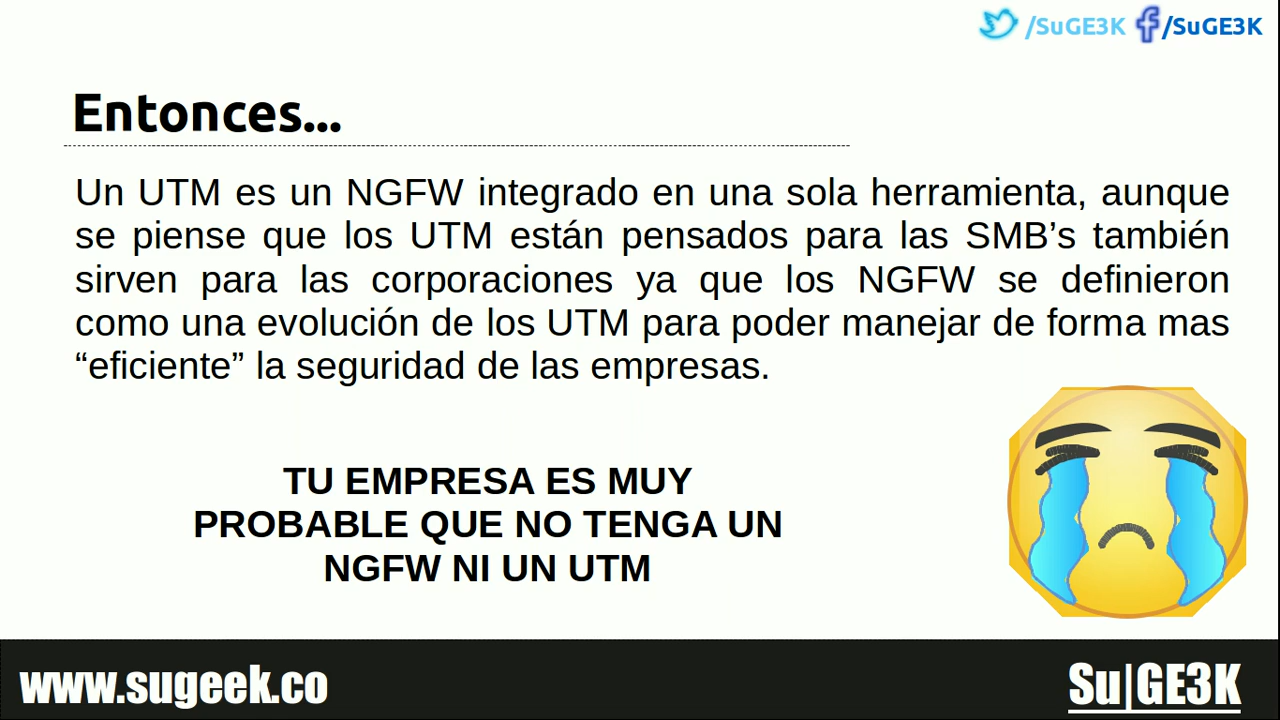 /SuGE3K /SuGE3K
Entonces...
Un UTM es un NGFW integrado en una sola herramienta, aunque
se piense que los UTM están pensados para las SMB’s también
sirven para las corporaciones ya que los NGFW se definieron
como una evolución de los UTM para poder manejar de forma mas
“eficiente” la seguridad de las empresas.
TU EMPRESA ES MUY
PROBABLE QUE NO TENGA UN
NGFW NI UN UTM
www.sugeek.co
Su|GE3K